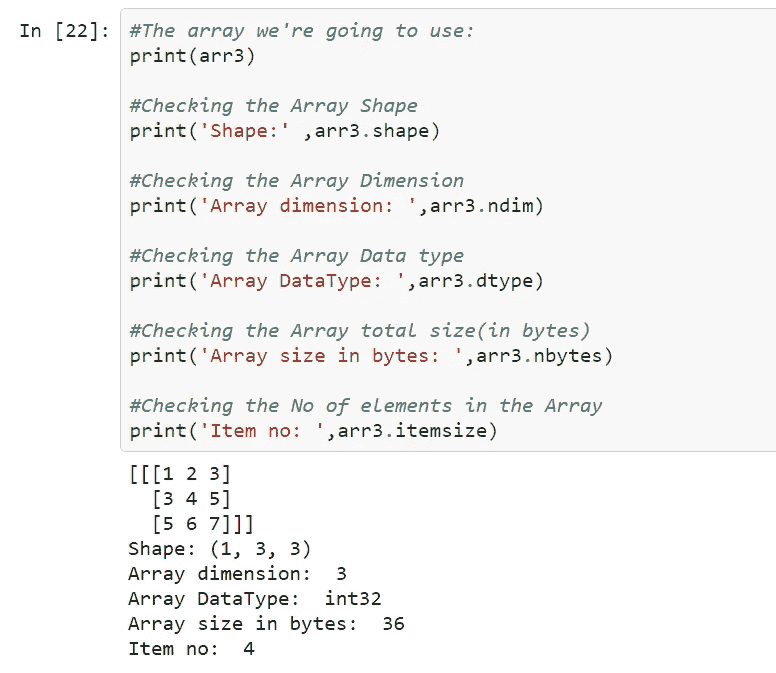 In [22]: #The array we're going to use:
print(arr3)
#Checking the Array Shape
print('Shape:' ,arr3.shape)
#Checking the Array Dimension
print('Array dimension: ',arr3.ndim)
#Checking the Array Data type
print('Array DataType: ',arr3.dtype)
#Checking the Array total size(in bytes)
print('Array size in bytes: ',arr3.nbytes)
#Checking the No of elements in the Array
print('Item no: ',arr3.itemsize)
[[[1 2 3]
  [3 4 5]
  [5 6 7]]]
Shape: (1, 3, 3)
Array dimension:  3
Array DataType:  int32
Array size in bytes:  36
Item no:  4